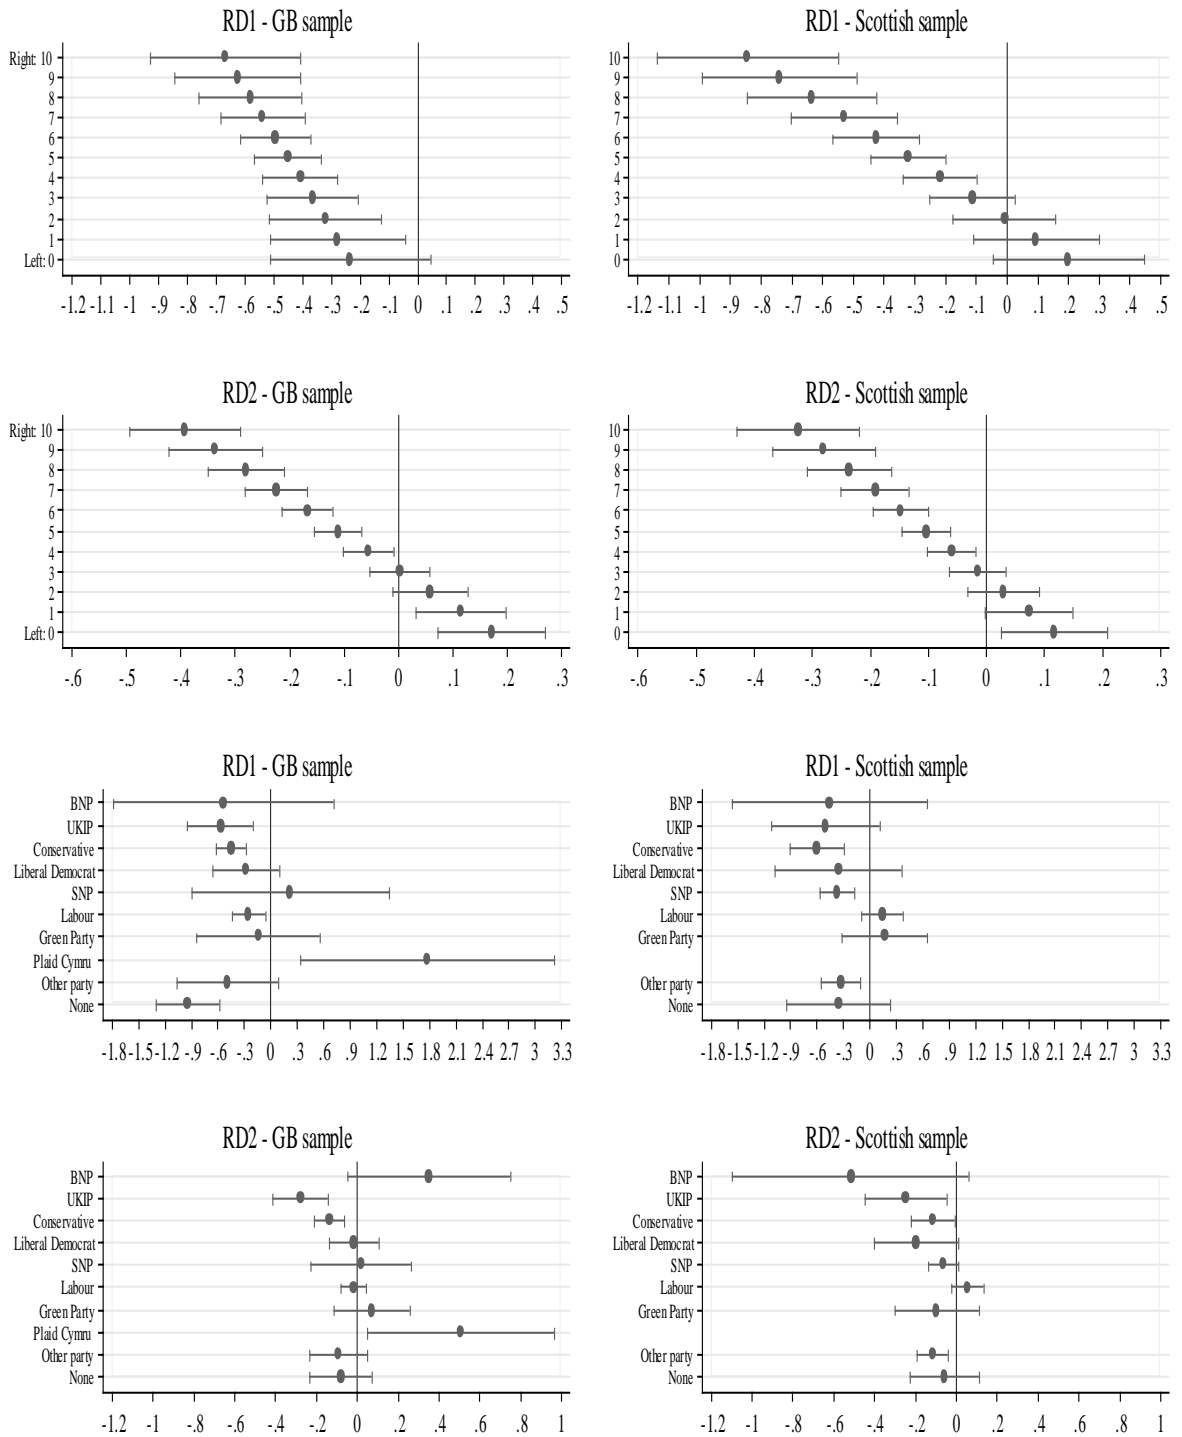 RD1 - GB sample
Right: 10
9
8
7
6
5
4
3
2
1
Left: 0
-1.2 -1.1 -1 -.9 -.8 -.7 -.6 -.5 -.4 -.3 -.2 -.1 0 .1 .2 .3 .4 .5
RD1 - Scottish sample
10
9
8
7
6
5
4
3
2
1
0
-1.2 -1.1 -1 -.9 -.8 -.7 -.6 -.5 -.4 -.3 -.2 -.1 0 .1 .2 .3 .4 .5
RD2 - GB sample
Right: 10
9
8
7
6
5
4
3
2
1
Left: 0
-.6 -.5 -.4 -.3 -.2 -.1 0 .1 .2 .3
RD2 - Scottish sample
10
9
8
7
6
5
4
3
2
1
0
-.6 -.5 -.4 -.3 -.2 -.1 0 .1 .2 .3
RD1 - GB sample
BNP
UKIP
Conservative
Liberal Democrat
SNP
Labour
Green Party
Plaid Cymru
Other party
None
-1.8 -1.5 -1.2 -.9 -.6 -.3 0 .3 .6 .9 1.2 1.5 1.8 2.1 2.4 2.7 3 3.3
RD1 - Scottish sample
BNP
UKIP
Conservative
Liberal Democrat
SNP
Labour
Green Party
Other party
None
-1.8 -1.5 -1.2 -.9 -.6 -.3 0 .3 .6 .9 1.2 1.5 1.8 2.1 2.4 2.7 3 3.3
RD2 - GB sample
BNP
UKIP
Conservative
Liberal Democrat
SNP
Labour
Green Party
Plaid Cymru
Other party
None
-1.2 -1 -.8 -.6 -.4 -.2 0 .2 .4 .6 .8 1
RD2 - Scottish sample
BNP
UKIP
Conservative
Liberal Democrat
SNP
Labour
Green Party
Other party
None
-1.2 -1 -.8 -.6 -.4 -.2 0 .2 .4 .6 .8 1